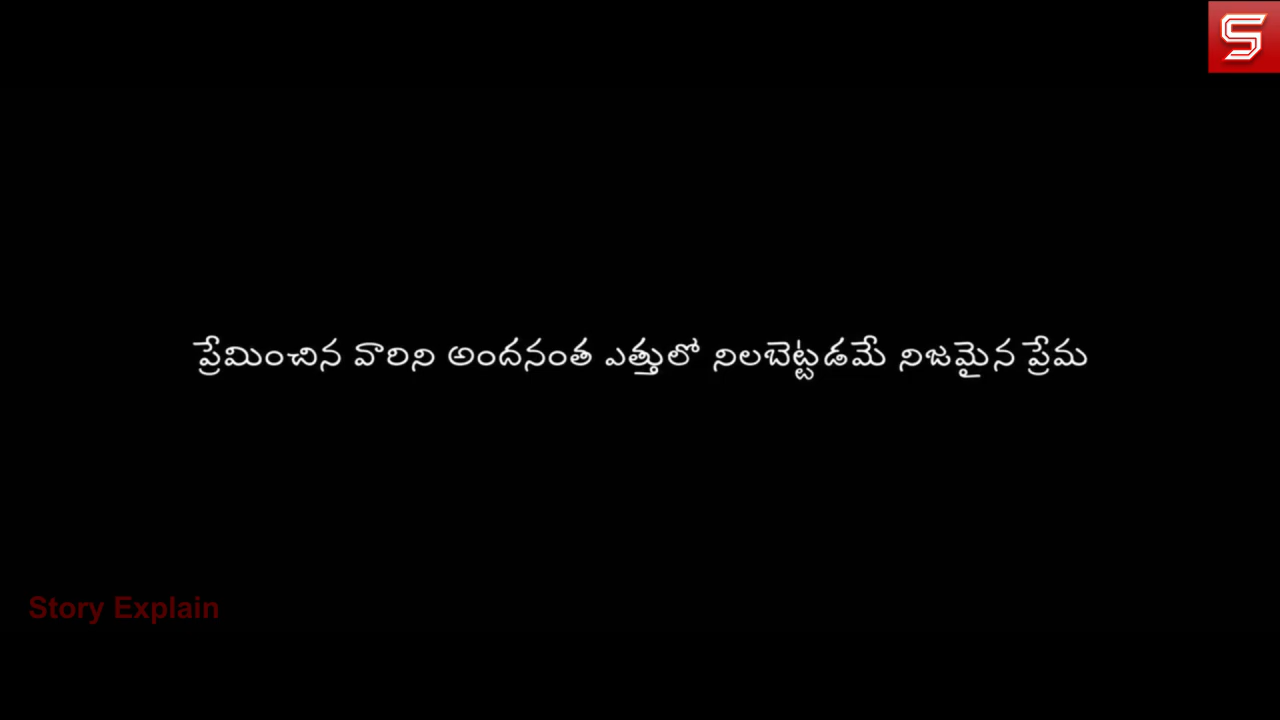 S
ప్రేమించిన వారిని అందనంత ఎత్తులో నిలబెట్టడమే నిజమైన ప్రేమ
Story Explain